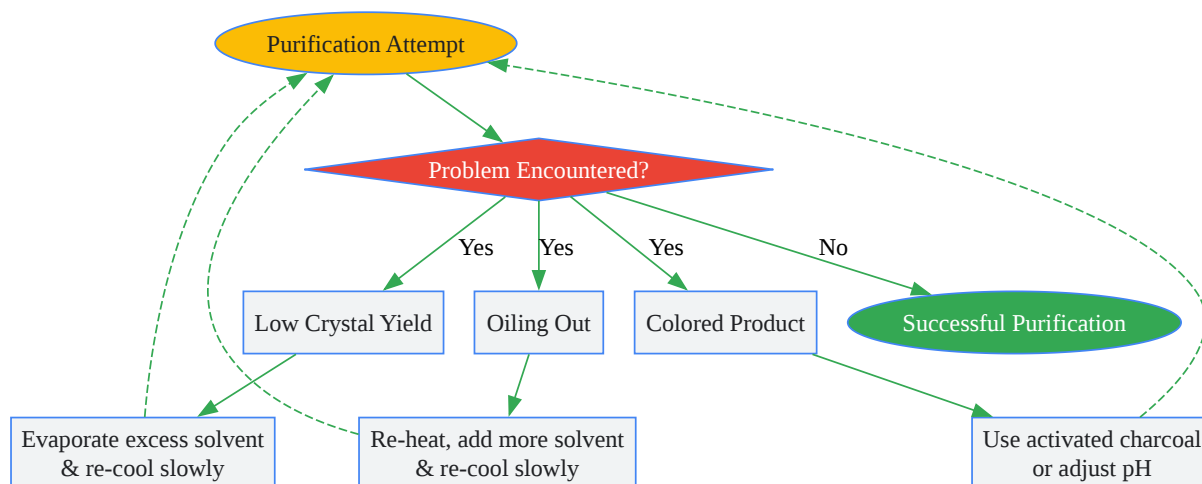 Purification Attempt
Problem Encountered?
Yes
Yes
Yes
No
Low Crystal Yield
Oiling Out
Colored Product
Successful Purification
Evaporate excess solvent
& re-cool slowly
Re-heat, add more solvent
& re-cool slowly
Use activated charcoal
or adjust pH